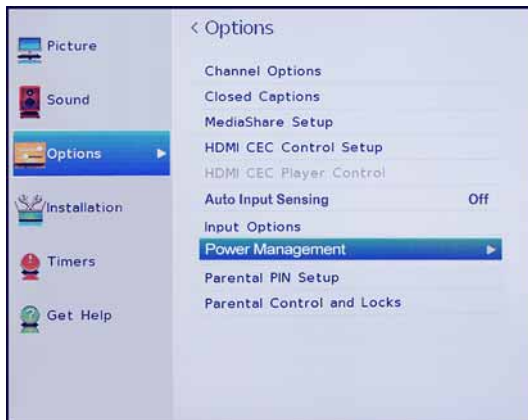 Picture
Sound
Options
Installation
Timers
Get Help
< Options
Channel Options
Closed Captions
MediaShare Setup
HDMI CEC Control Setup
HDMI CEC Player Control
Auto Input Sensing Off
Input Options
Power Management
Parental PIN Setup
Parental Control and Locks